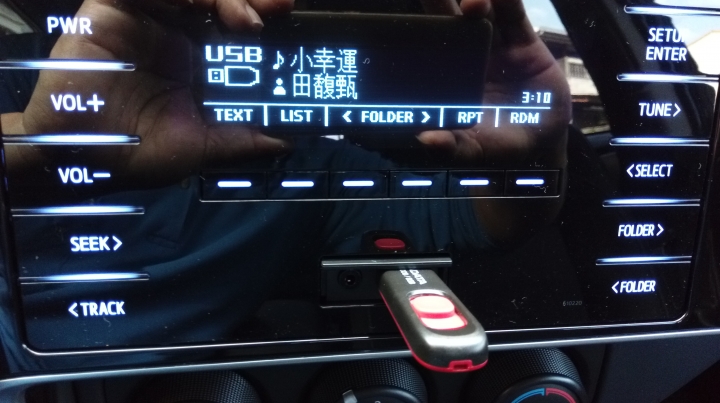 PWR
VOL+
VOL−
SEEK>
<TRACK
USB
♪小幸運
田馥甄
3:10
TEXT
LIST
< FOLDER >
RPT
RDM
SETU
ENTER
TUNE>
<SELECT
FOLDER>
<FOLDER